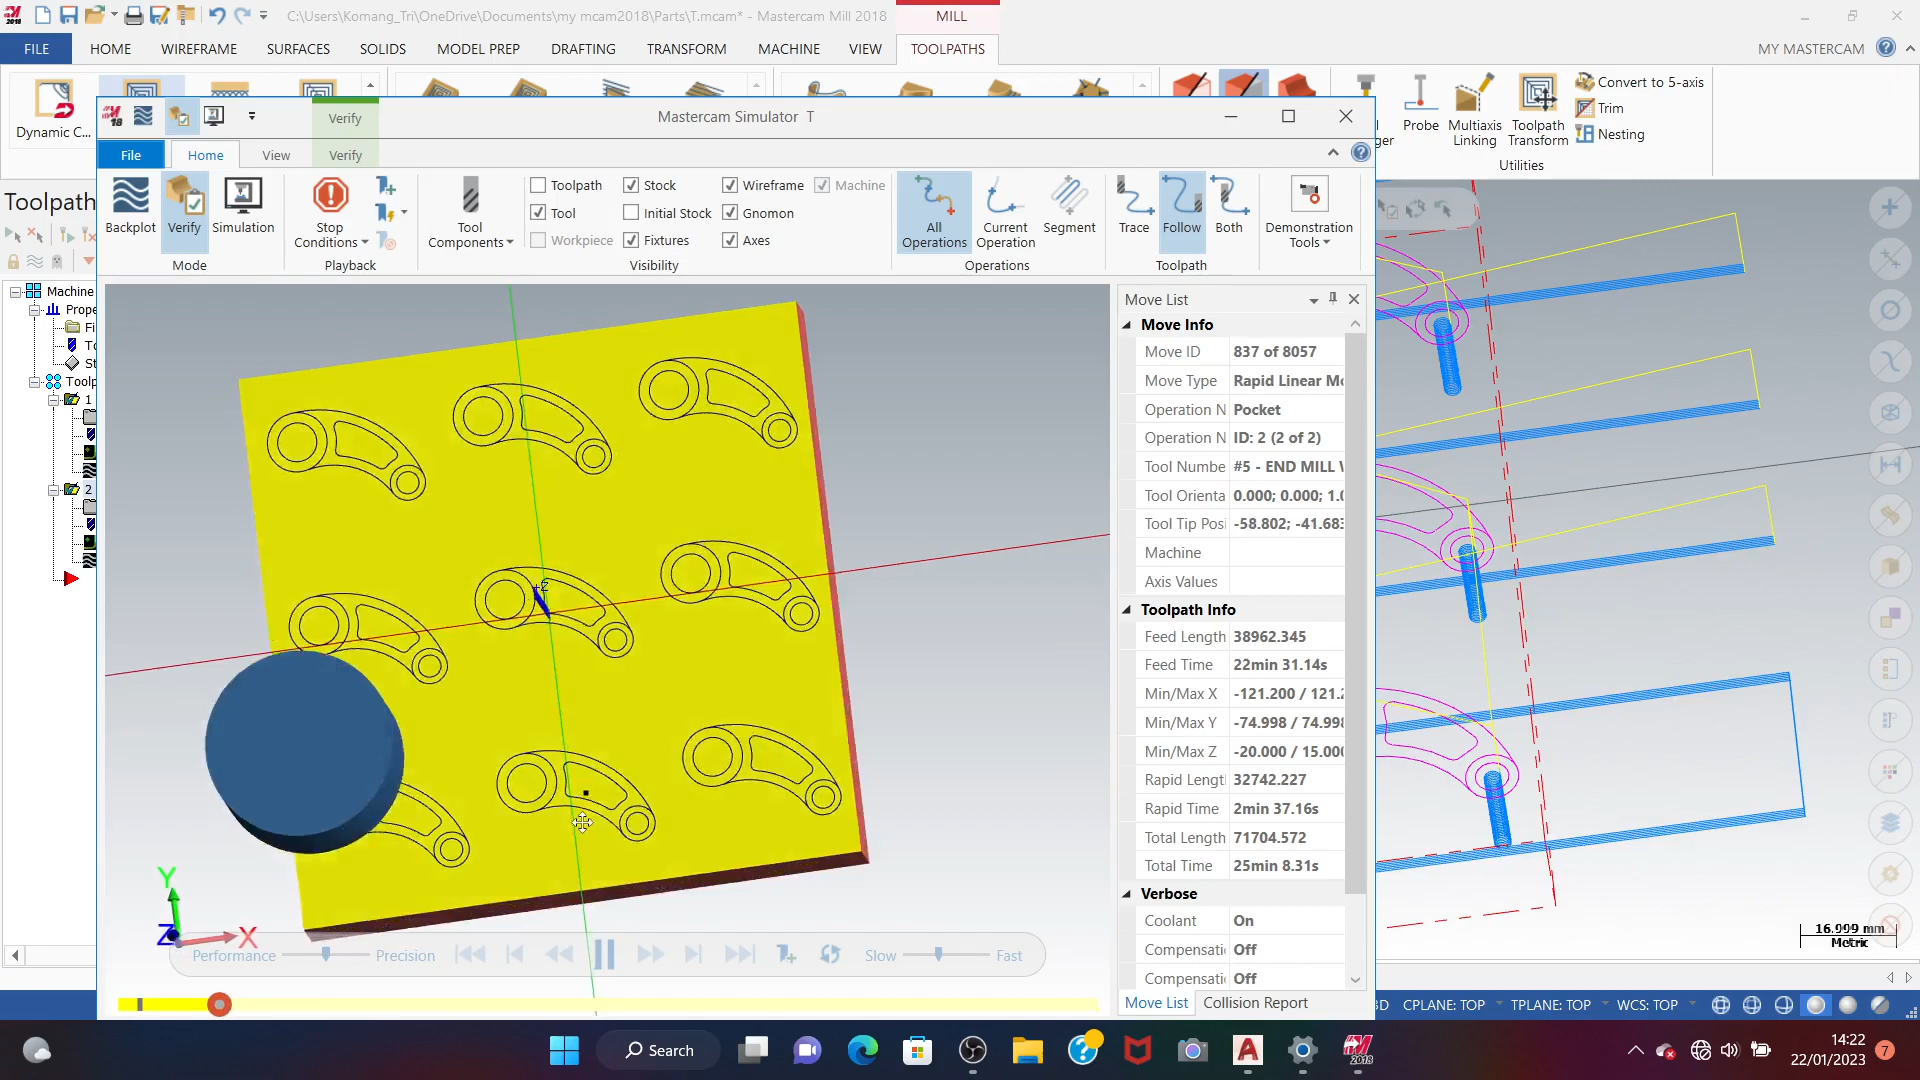 C:\Users\Komang_Tri\OneDrive\Documents\my mcam2018\Parts\T.mcam* - Mastercam Mill 2018
MILL
FILE HOME WIREFRAME SURFACES SOLIDS MODEL PREP DRAFTING TRANSFORM MACHINE VIEW TOOLPATHS MY MASTERCAM
Dynamic C...
Probe
Multiaxis Linking
Toolpath Transform
Convert to 5-axis
Trim
Nesting
Utilities
Toolpath
Machine
1
2
Verify
Mastercam Simulator T
File Home View Verify
Backplot
Verify
Simulation
Mode
Stop Conditions
Playback
Tool Components
Toolpath
Tool
Workpiece
Stock
Initial Stock
Fixtures
Wireframe
Gnomon
Axes
Machine
Visibility
All Operations
Current Operation
Segment
Operations
Trace
Follow
Both
Toolpath
Demonstration Tools
Move List
Move Info
Move ID 837 of 8057
Move Type Rapid Linear
Operation N Pocket
Operation N ID: 2 (2 of 2)
Tool Numbe #5 - END MILL
Tool Orienta 0.000; 0.000; 1.0
Tool Tip Posi -58.802; -41.683
Machine
Axis Values
Toolpath Info
Feed Length 38962.345
Feed Time 22min 31.14s
Min/Max X -121.200 / 121.2
Min/Max Y -74.998 / 74.998
Min/Max Z -20.000 / 15.000
Rapid Lengt 32742.227
Rapid Time 2min 37.16s
Total Length 71704.572
Total Time 25min 8.31s
Verbose
Coolant On
Compensati Off
Compensati Off
Move List Collision Report
+Z
Y
Z
X
Performance Precision
Slow Fast
16.999 mm
Metric
CPLANE: TOP TPLANE: TOP WCS: TOP
Search
14:22
22/01/2023
7